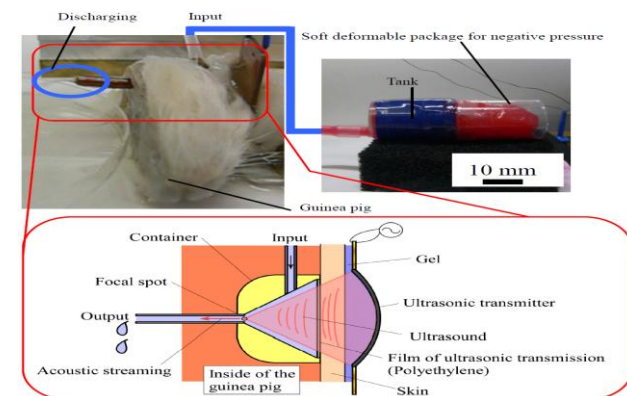 Discharging
Input
Soft deformable package for negative pressure
Tank
10 mm
Guinea pig
Container
Input
Gel
Focal spot
Ultrasonic transmitter
Output
Ultrasound
Acoustic streaming
Film of ultrasonic transmission
(Polyethylene)
Inside of the
guinea pig
Skin